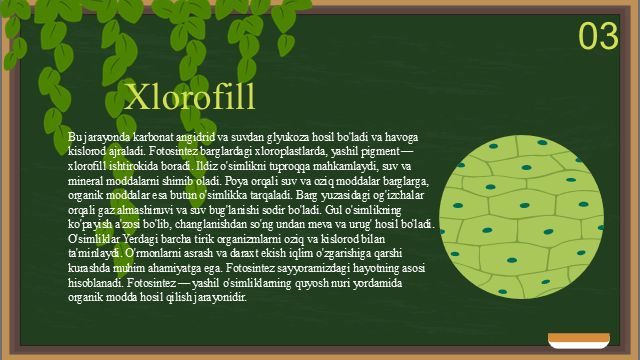 03
Xlorofill
Bu jarayonda karbonat angidrid va suvdan glyukoza hosil bo'ladi va havoga
kislorod ajraladi. Fotosintez barglardagi xloroplastlarda, yashil pigment —
xlorofill ishtirokida boradi. Ildiz o'simlikni tuproqqa mahkamlaydi, suv va
mineral moddalarni shimib oladi. Poya orqali suv va oziq moddalar barglarga,
organik moddalar esa butun o'simlikka tarqaladi. Barg yuzasidagi og'izchalar
orqali gaz almashinuvi va suv bug'lanishi sodir bo'ladi. Gul o'simlikning
ko'payish a'zosi bo'lib, changlanishdan so'ng undan meva va urug' hosil bo'ladi.
O'simliklar Yerdagi barcha tirik organizmlarni oziq va kislorod bilan
ta'minlaydi. O'rmonlarni asrash va daraxt ekish iqlim o'zgarishiga qarshi
kurashda muhim ahamiyatga ega. Fotosintez sayyoramizdagi hayotning asosi
hisoblanadi. Fotosintez — yashil o'simliklarning quyosh nuri yordamida
organik modda hosil qilish jarayonidir.